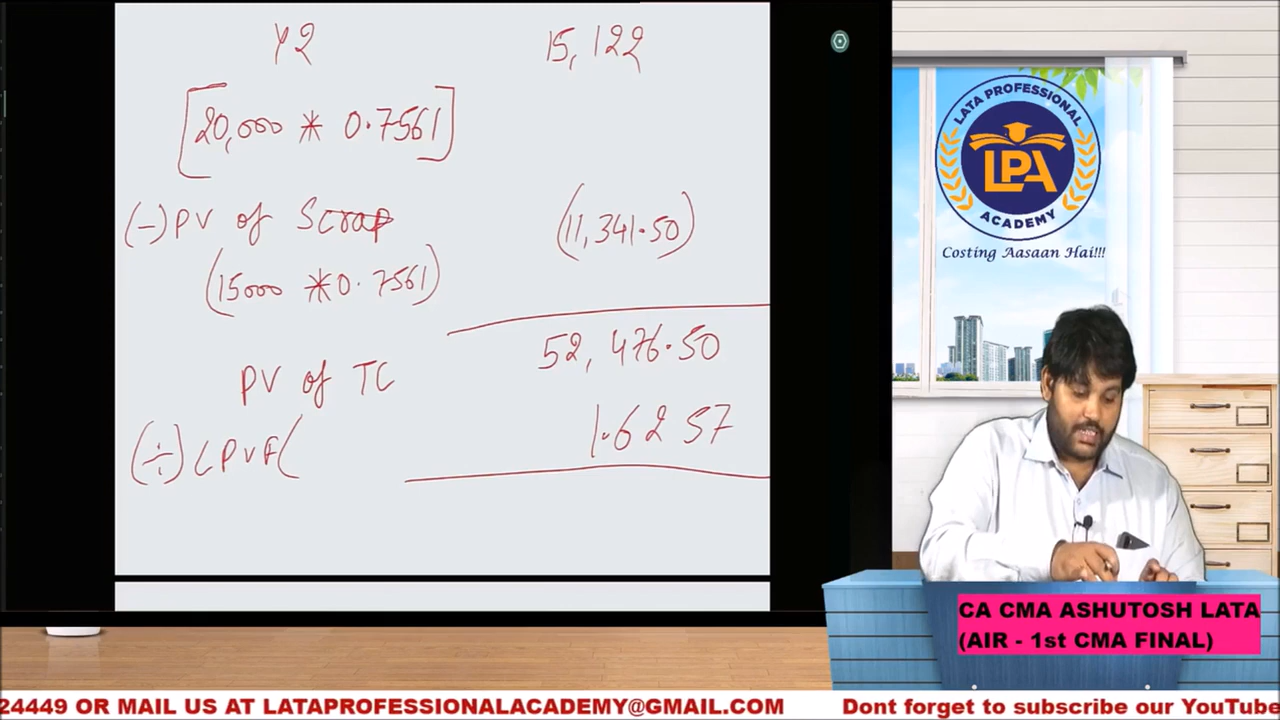 Y2 15,122
[20,000 * 0.7561]
(-) PV of Scrap (11,341.50)
(15000 * 0.7561)
PV of TC 52,476.50
(÷) CPVF( 1.6257
LATA PROFESSIONAL
LPA
ACADEMY
Costing Aasaan Hai!!!
CA CMA ASHUTOSH LATA
(AIR - 1st CMA FINAL)
24449 OR MAIL US AT LATAPROFESSIONALACADEMY@GMAIL.COM Dont forget to subscribe our YouTube